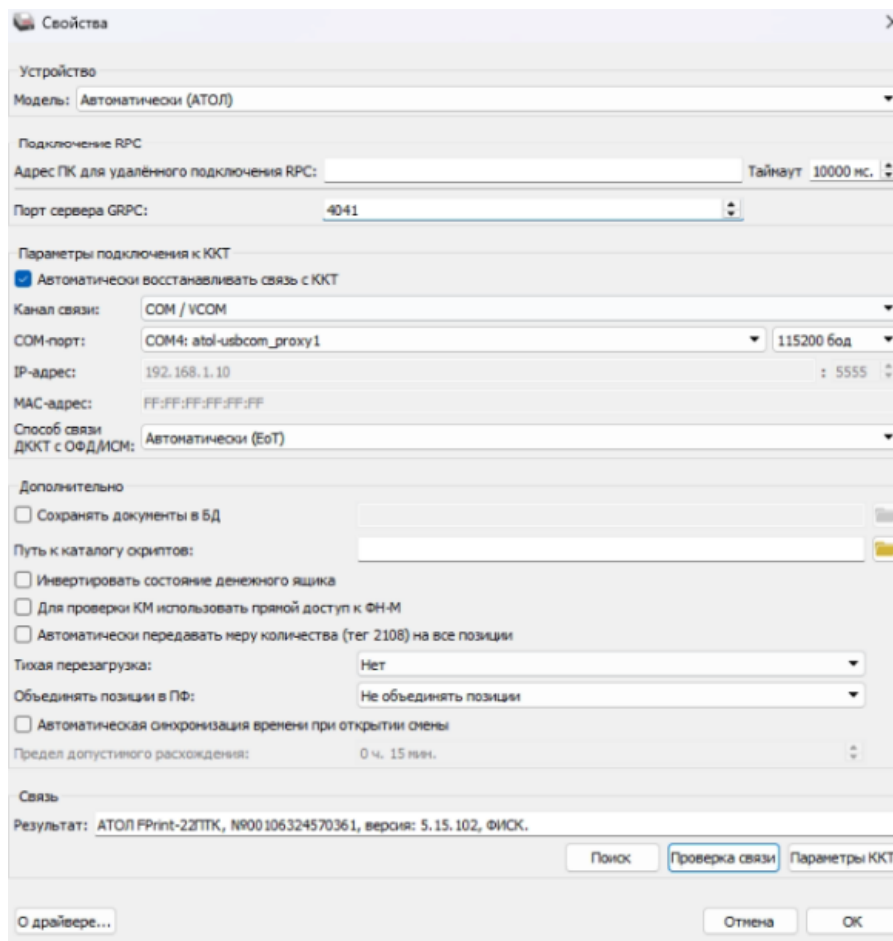 Свойства
Устройство
Модель: Автоматически (АТОЛ)
Подключение RPC
Адрес ПК для удалённого подключения RPC: Таймаут 10000 мс.
Порт сервера GRPC: 4041
Параметры подключения к ККТ
Автоматически восстанавливать связь с ККТ
Канал связи: COM / VCOM
COM-порт: COM4: atol-usbcom_proxy1 115200 бод
IP-адрес: 192.168.1.10 : 5555
MAC-адрес: FF:FF:FF:FF:FF:FF
Способ связи
ДККТ с ОФД/ИСМ: Автоматически (EoT)
Дополнительно
Сохранять документы в БД
Путь к каталогу скриптов:
Инвертировать состояние денежного ящика
Для проверки КМ использовать прямой доступ к ФН-М
Автоматически передавать меру количества (тег 2108) на все позиции
Тихая перезагрузка: Нет
Объединять позиции в ПФ: Не объединять позиции
Автоматическая синхронизация времени при открытии смены
Предел допустимого расхождения: 0 ч. 15 мин.
Связь
Результат: АТОЛ FPrint-22ПТК, №00106324570361, версия: 5.15.102, ФИСК.
Поиск Проверка связи Параметры ККТ
О драйвере... Отмена ОК